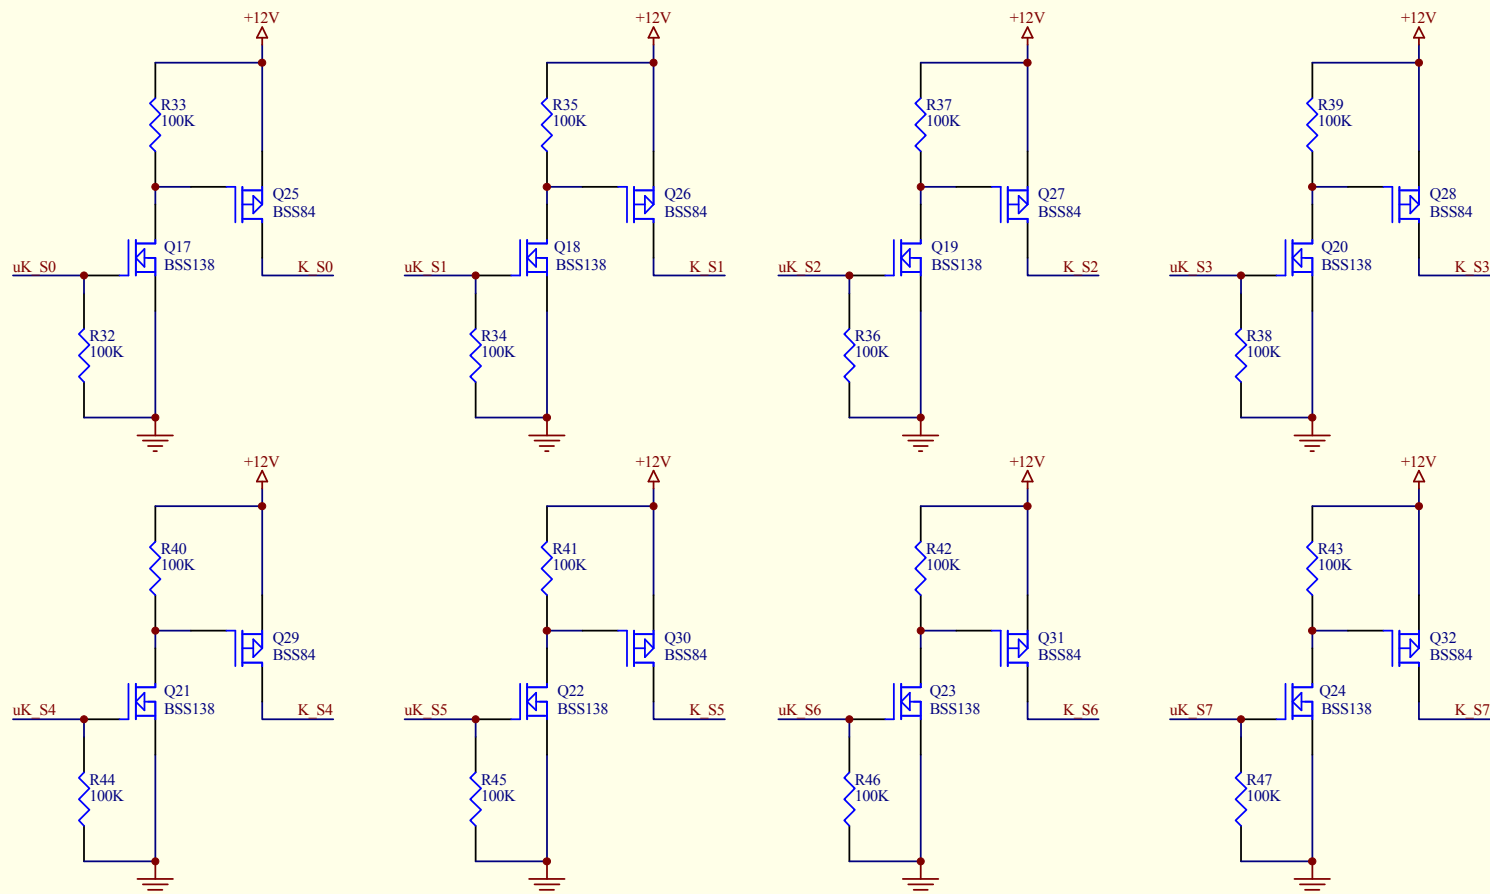 +12V
+12V
+12V
+12V
R33
100K
R35
100K
R37
100K
R39
100K
Q25
BSS84
Q26
BSS84
Q27
BSS84
Q28
BSS84
Q17
BSS138
Q18
BSS138
Q19
BSS138
Q20
BSS138
uK_S0
K_S0
uK_S1
K_S1
uK_S2
K_S2
uK_S3
K_S3
R32
100K
R34
100K
R36
100K
R38
100K
+12V
+12V
+12V
+12V
R40
100K
R41
100K
R42
100K
R43
100K
Q29
BSS84
Q30
BSS84
Q31
BSS84
Q32
BSS84
Q21
BSS138
Q22
BSS138
Q23
BSS138
Q24
BSS138
uK_S4
K_S4
uK_S5
K_S5
uK_S6
K_S6
uK_S7
K_S7
R44
100K
R45
100K
R46
100K
R47
100K